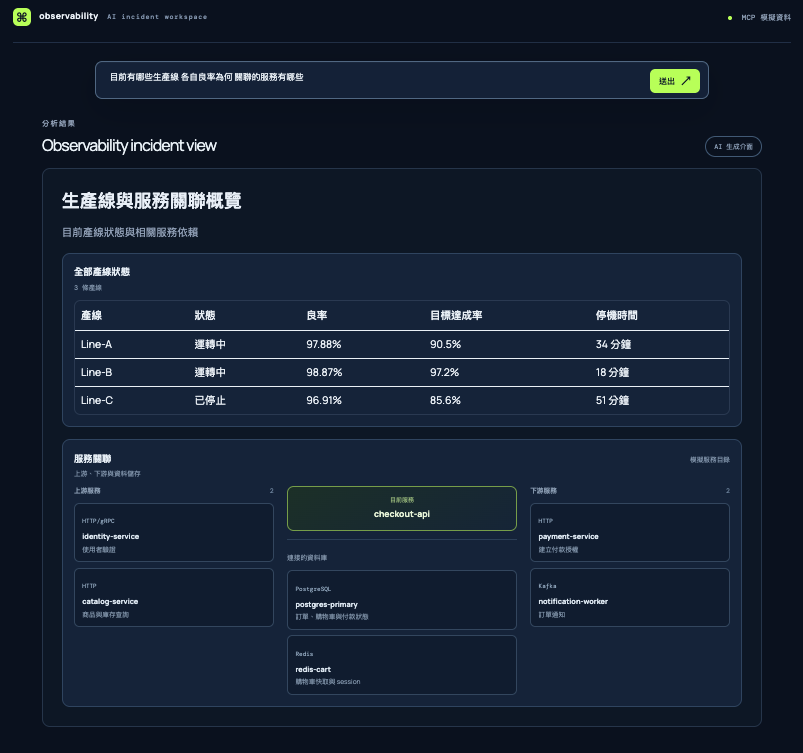 ⌘ observability AI incident workspace
MCP 模擬資料
目前有哪些生產線 各自良率為何 關聯的服務有哪些
送出 ↗
分析結果
Observability incident view
AI 生成介面
生產線與服務關聯概覽
目前產線狀態與相關服務依賴
全部產線狀態
3 條產線
產線 狀態 良率 目標達成率 停機時間
Line-A 運轉中 97.88% 90.5% 34 分鐘
Line-B 運轉中 98.87% 97.2% 18 分鐘
Line-C 已停止 96.91% 85.6% 51 分鐘
服務關聯
模擬服務目錄
上游、下游與資料儲存
上游服務 2
HTTP/gRPC
identity-service
使用者驗證
HTTP
catalog-service
商品與庫存查詢
目前服務
checkout-api
連接的資料庫
PostgreSQL
postgres-primary
訂單、購物車與付款狀態
Redis
redis-cart
購物車快取與 session
下游服務 2
HTTP
payment-service
建立付款授權
Kafka
notification-worker
訂單通知